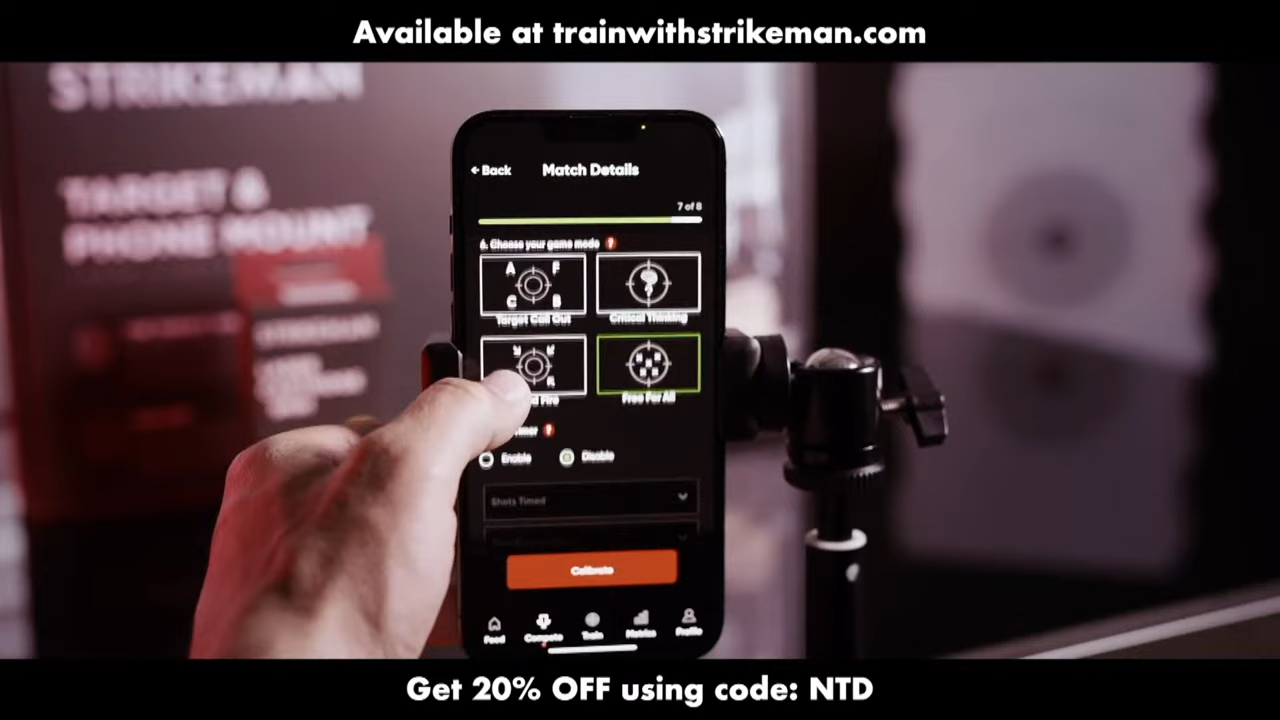 Available at trainwithstrikeman.com
STRIKEMAN
TARGET &
PHONE MOUNT
Back
Match Details
7 of 8
6. Choose your game mode
A F
C B
Target Call Out
Critical Thinking
Fire
Free For All
Enable
Disable
Shots Timed
Calibrate
Feed
Compete
Train
Metrics
Profile
Get 20% OFF using code: NTD